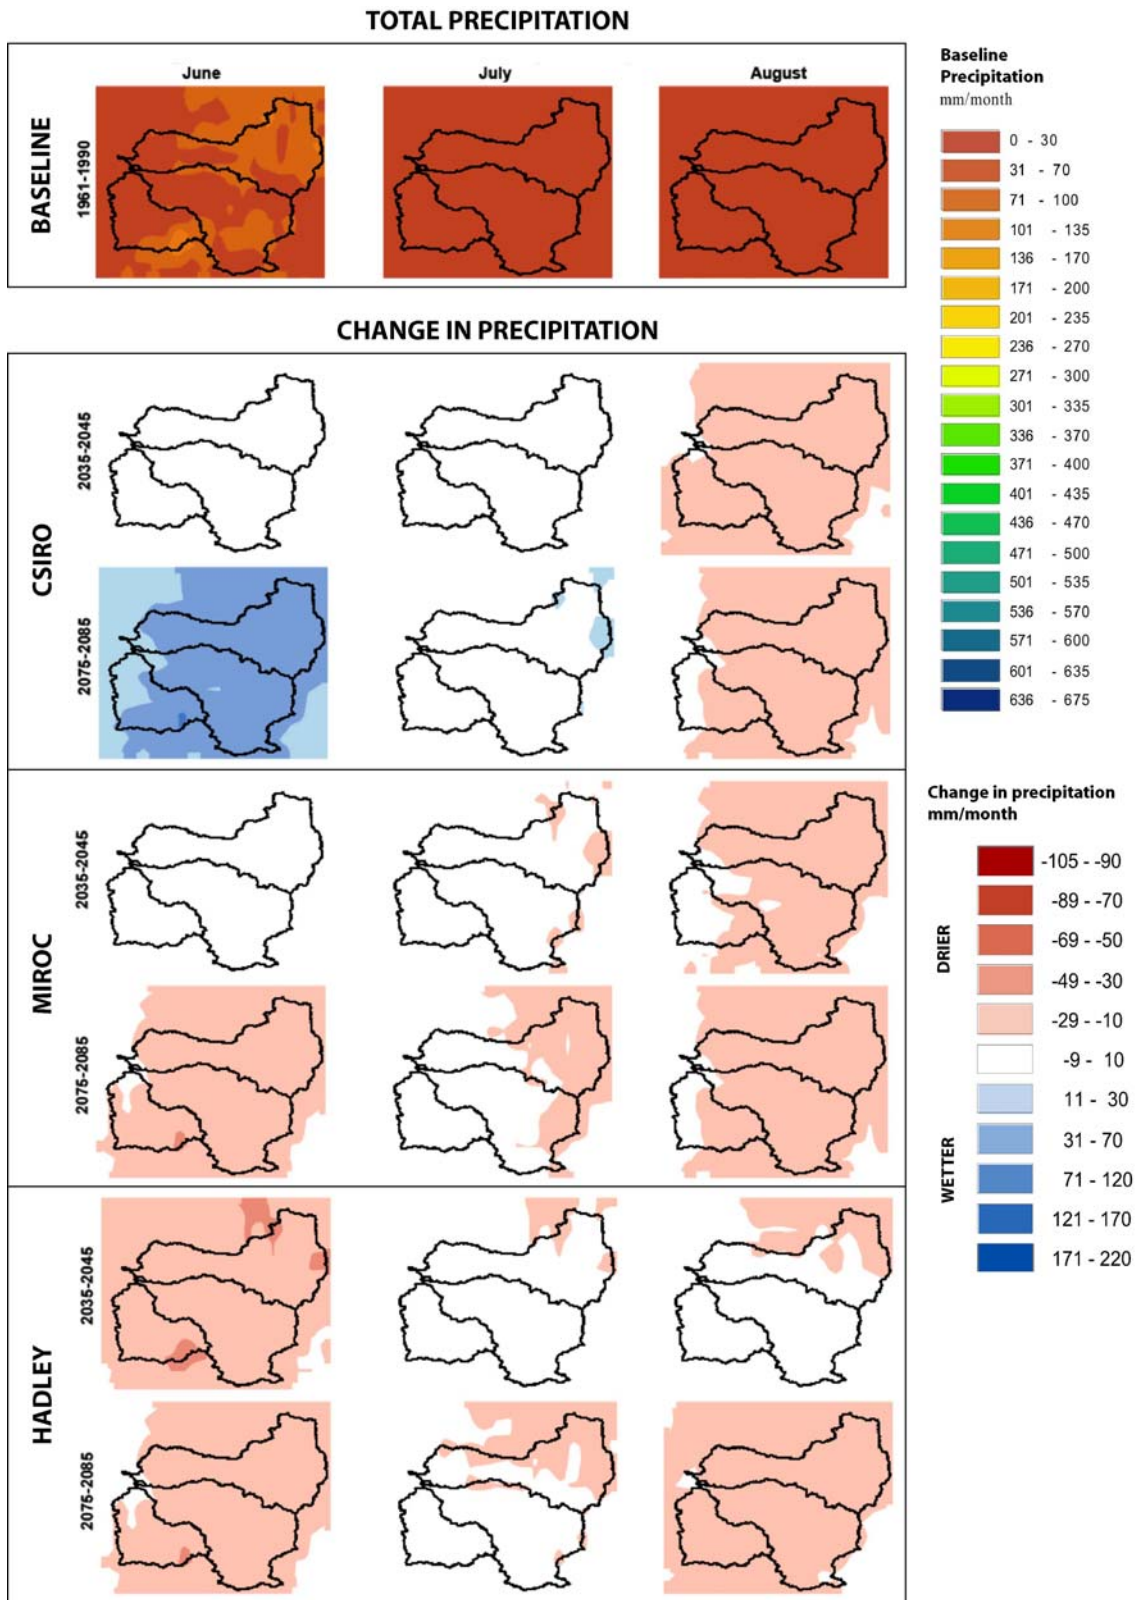 TOTAL PRECIPITATION
June July August
BASELINE
1961-1990
CHANGE IN PRECIPITATION
CSIRO
2035-2045
2075-2085
MIROC
2035-2045
2075-2085
HADLEY
2035-2045
2075-2085
Baseline
Precipitation
mm/month
0 - 30
31 - 70
71 - 100
101 - 135
136 - 170
171 - 200
201 - 235
236 - 270
271 - 300
301 - 335
336 - 370
371 - 400
401 - 435
436 - 470
471 - 500
501 - 535
536 - 570
571 - 600
601 - 635
636 - 675
Change in precipitation
mm/month
DRIER
-105 - -90
-89 - -70
-69 - -50
-49 - -30
-29 - -10
-9 - 10
WETTER
11 - 30
31 - 70
71 - 120
121 - 170
171 - 220